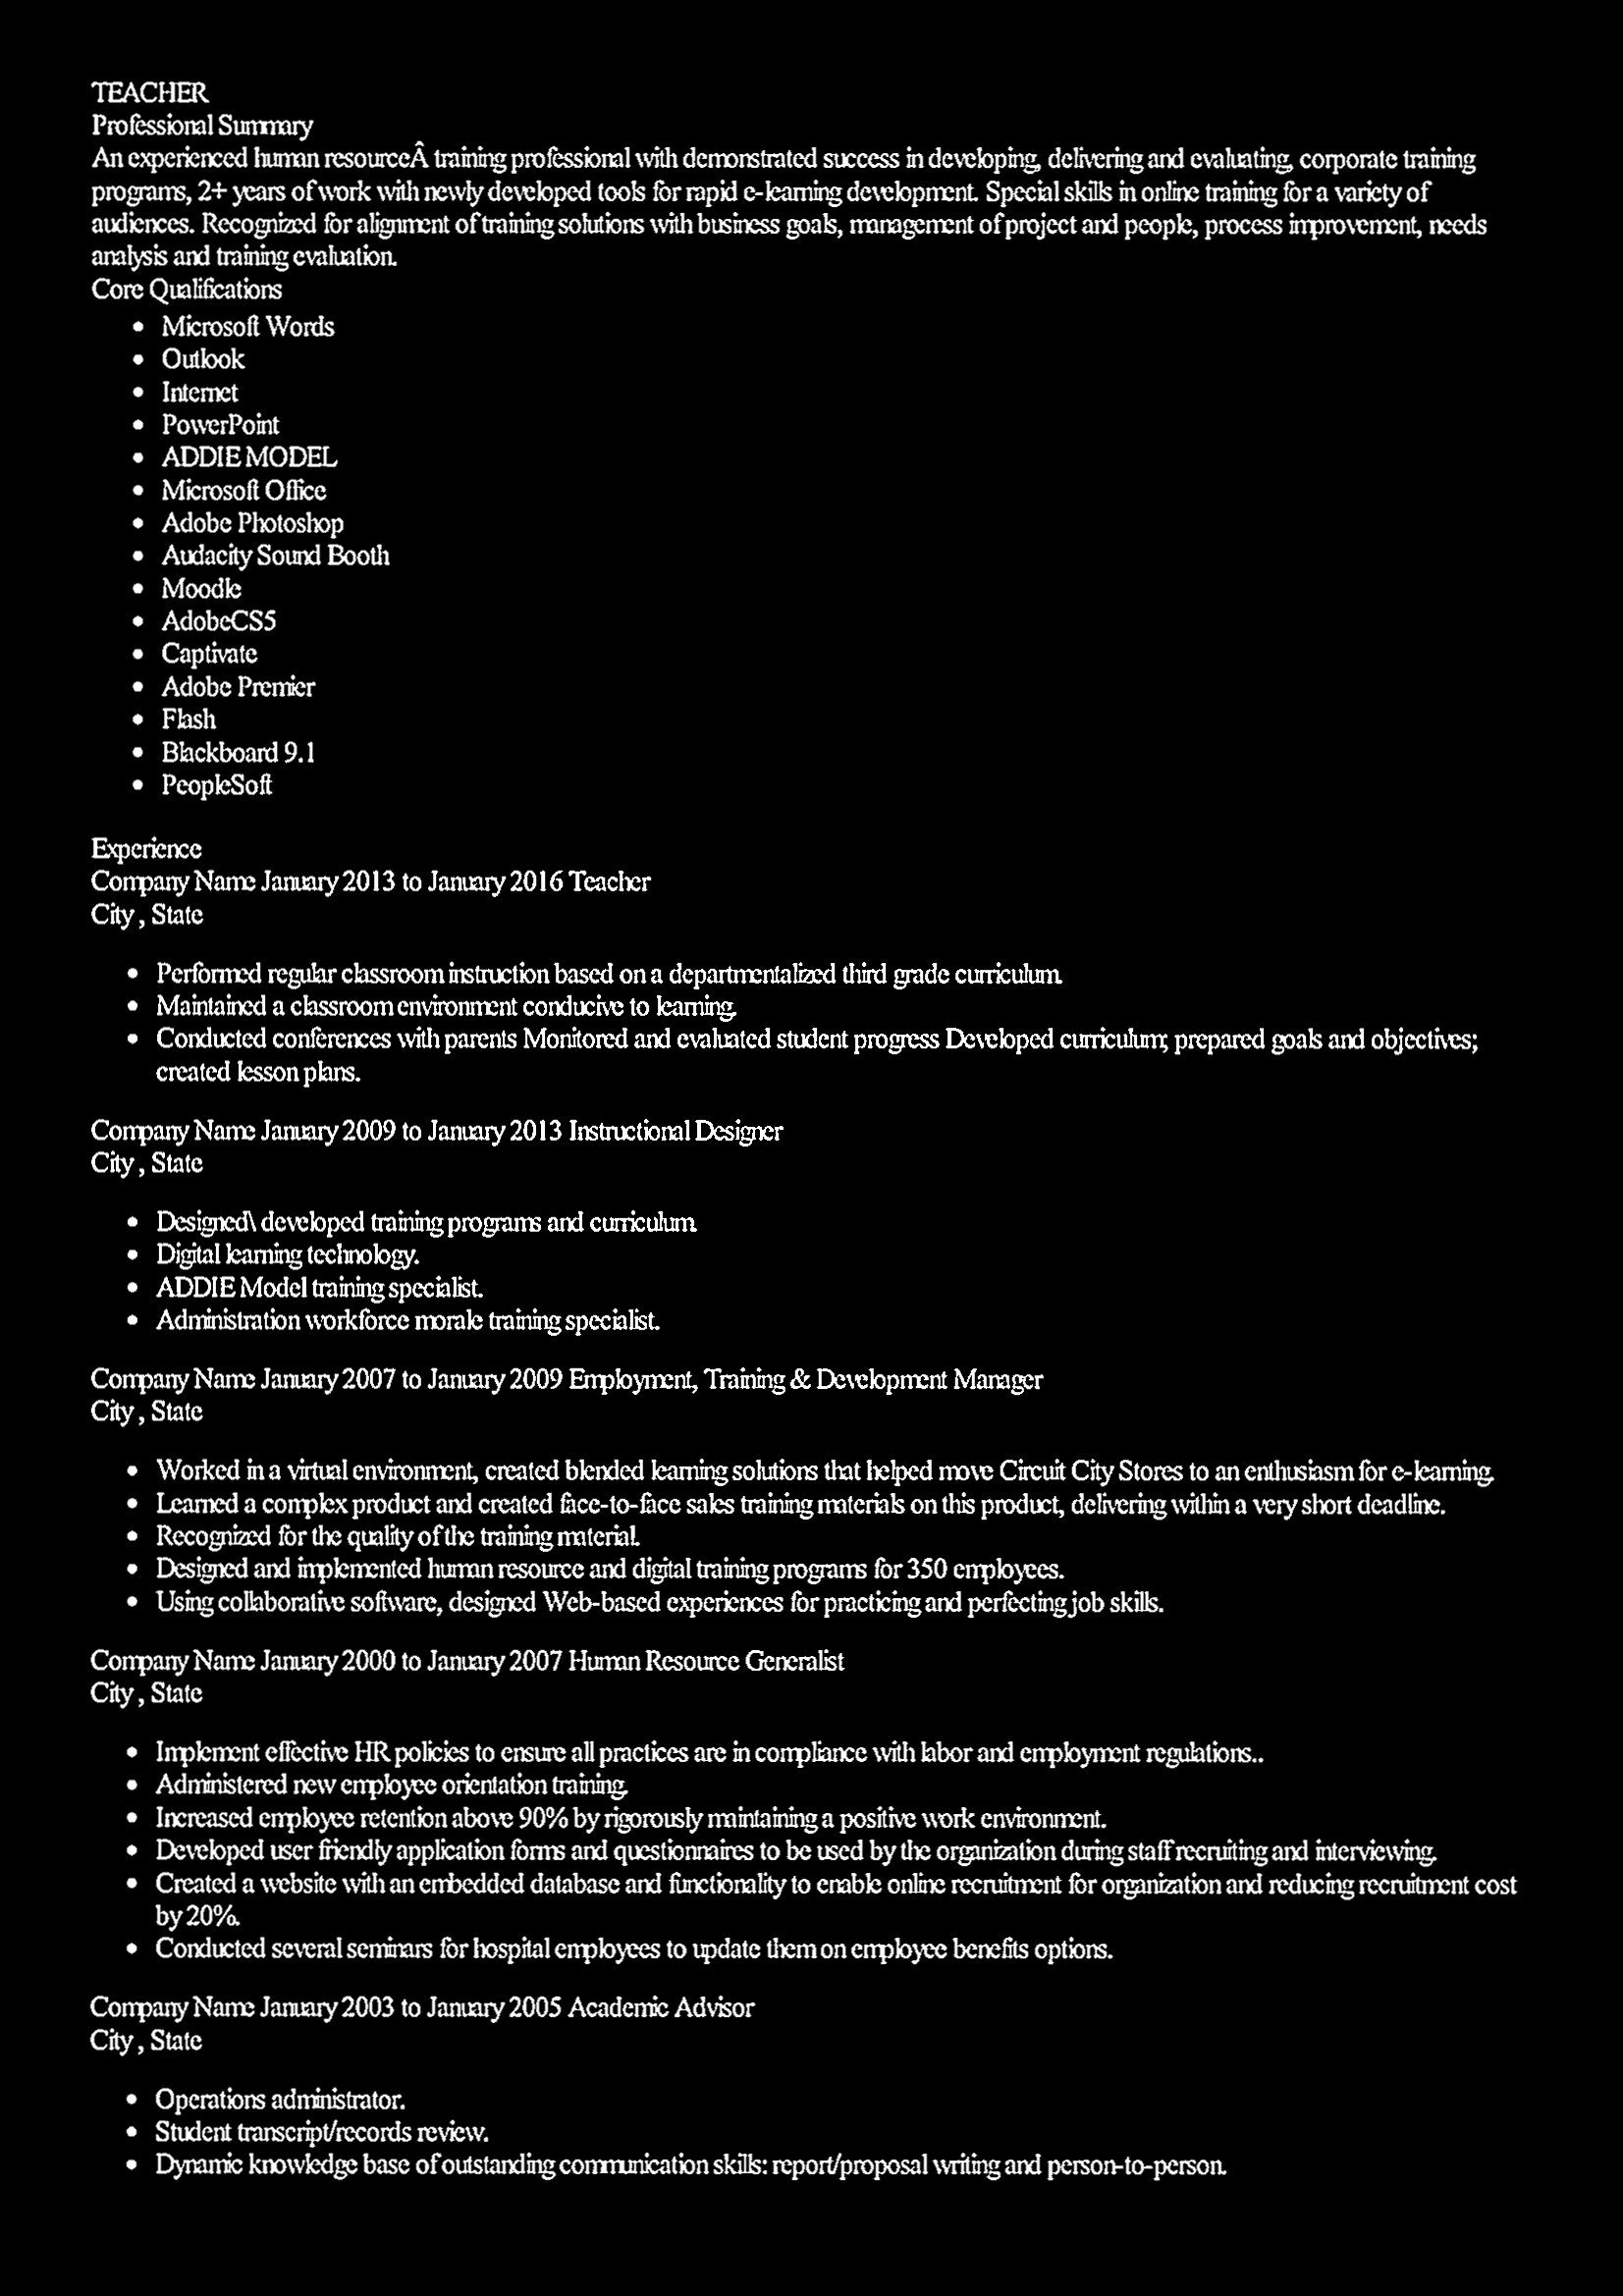 TEACHER
Professional Summary
An experienced human resourceÂ training professional with demonstrated success in developing, delivering and evaluating, corporate training
programs, 2+ years of work with newly developed tools for rapid e-learning development. Special skills in online training for a variety of
audiences. Recognized for alignment of training solutions with business goals, management of project and people, process improvement, needs
analysis and training evaluation.
Core Qualifications
• Microsoft Words
• Outlook
• Internet
• PowerPoint
• ADDIE MODEL
• Microsoft Office
• Adobe Photoshop
• Audacity Sound Booth
• Moodle
• AdobeCS5
• Captivate
• Adobe Premier
• Flash
• Blackboard 9.1
• PeopleSoft
Experience
Company Name January 2013 to January 2016 Teacher
City , State
• Performed regular classroom instruction based on a departmentalized third grade curriculum.
• Maintained a classroom environment conducive to learning.
• Conducted conferences with parents Monitored and evaluated student progress Developed curriculum; prepared goals and objectives;
created lesson plans.
Company Name January 2009 to January 2013 Instructional Designer
City , State
• Designed\ developed training programs and curriculum.
• Digital learning technology.
• ADDIE Model training specialist.
• Administration workforce morale training specialist.
Company Name January 2007 to January 2009 Employment, Training & Development Manager
City , State
• Worked in a virtual environment, created blended learning solutions that helped move Circuit City Stores to an enthusiasm for e-learning.
• Learned a complex product and created face-to-face sales training materials on this product, delivering within a very short deadline.
• Recognized for the quality of the training material.
• Designed and implemented human resource and digital training programs for 350 employees.
• Using collaborative software, designed Web-based experiences for practicing and perfecting job skills.
Company Name January 2000 to January 2007 Human Resource Generalist
City , State
• Implement effective HR policies to ensure all practices are in compliance with labor and employment regulations..
• Administered new employee orientation training.
• Increased employee retention above 90% by rigorously maintaining a positive work environment.
• Developed user friendly application forms and questionnaires to be used by the organization during staff recruiting and interviewing.
• Created a website with an embedded database and functionality to enable online recruitment for organization and reducing recruitment cost
by 20%.
• Conducted several seminars for hospital employees to update them on employee benefits options.
Company Name January 2003 to January 2005 Academic Advisor
City , State
• Operations administrator.
• Student transcript/records review.
• Dynamic knowledge base of outstanding communication skills: report/proposal writing and person-to-person.